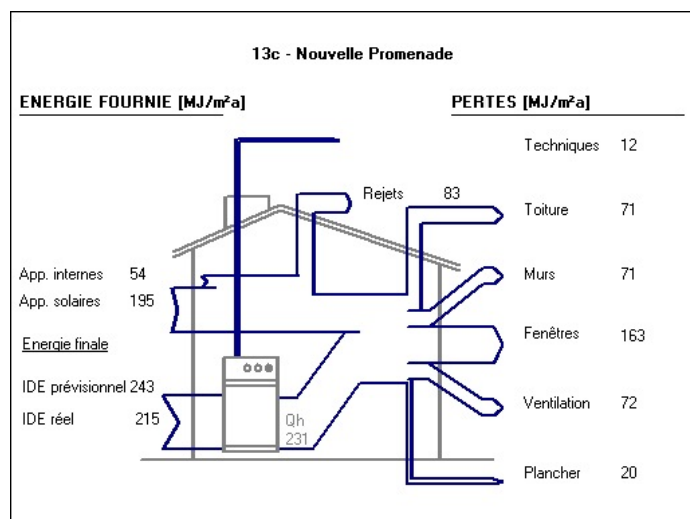 13c - Nouvelle Promenade
ENERGIE FOURNIE [MJ/m²a]
PERTES [MJ/m²a]
Techniques 12
Rejets 83
Toiture 71
App. internes 54
Murs 71
App. solaires 195
Energie finale
Fenêtres 163
IDE prévisionnel 243
Ventilation 72
IDE réel 215
Qh
231
Plancher 20